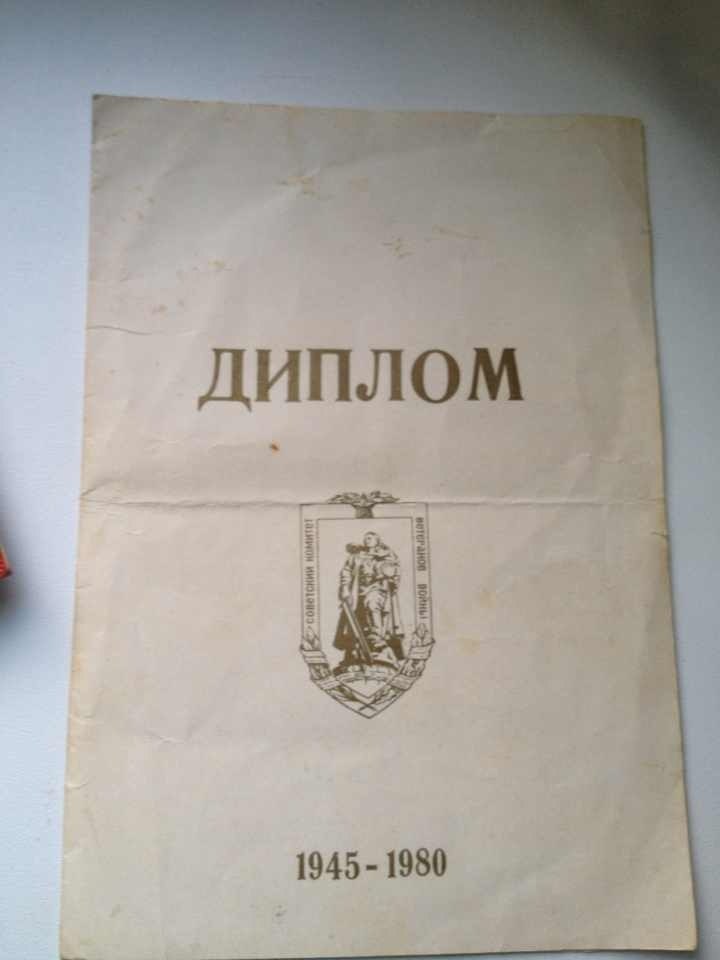 ДИПЛОМ
советский комитет
ветеранов войны
1945-1980